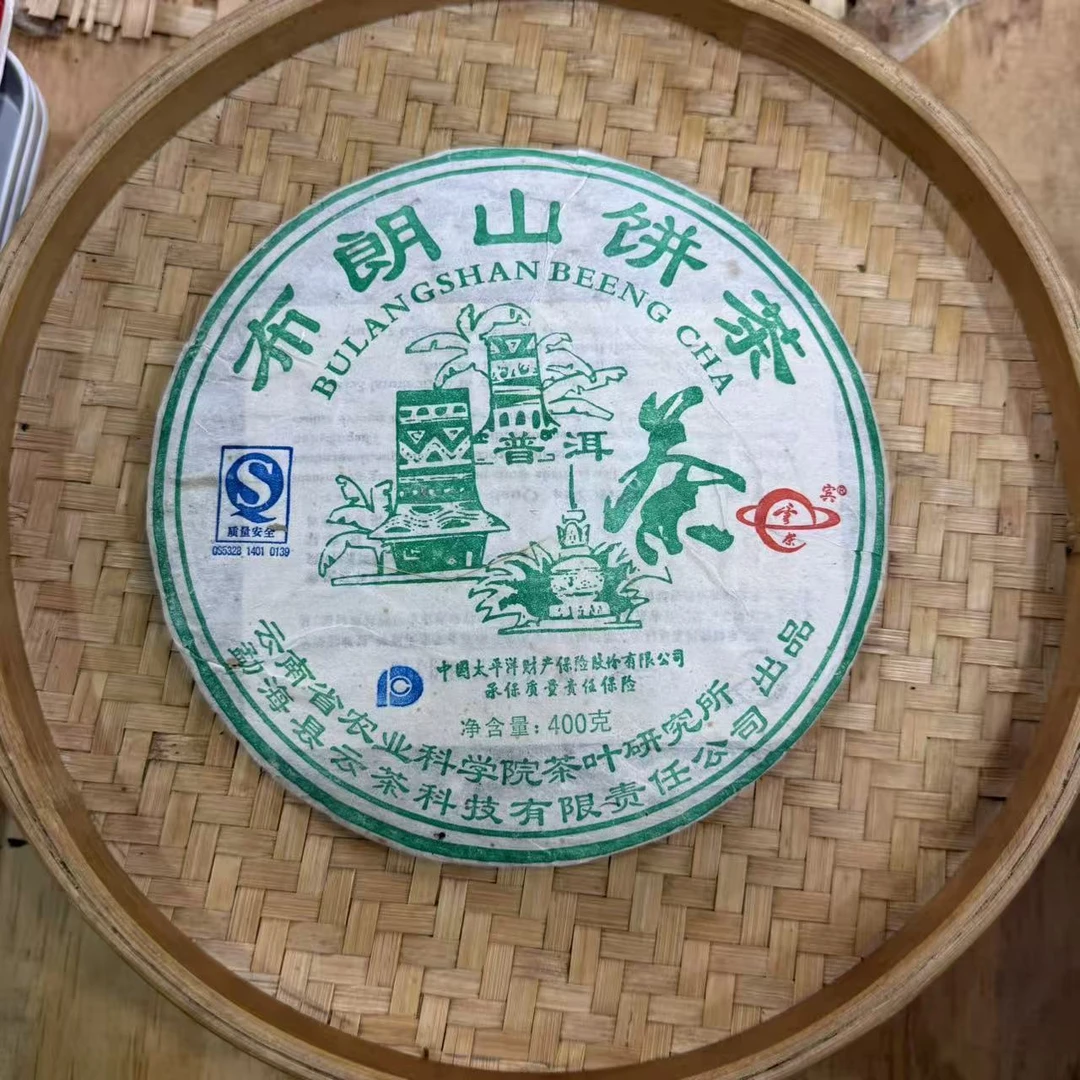 布朗山饼茶
BULANGSHAN BEENG CHA
普洱
茶
质量安全
QS5328 1401 0139
宾®
雲茶
中国太平洋财产保险股份有限公司
承保质量责任保险
净含量: 400克
云南省农业科学院茶叶研究所
勐海县云茶科技有限责任公司
出品